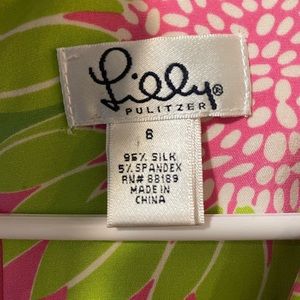 Lilly®
PULITZER
6
95% SILK
5% SPANDEX
RN# 88189
MADE IN
CHINA